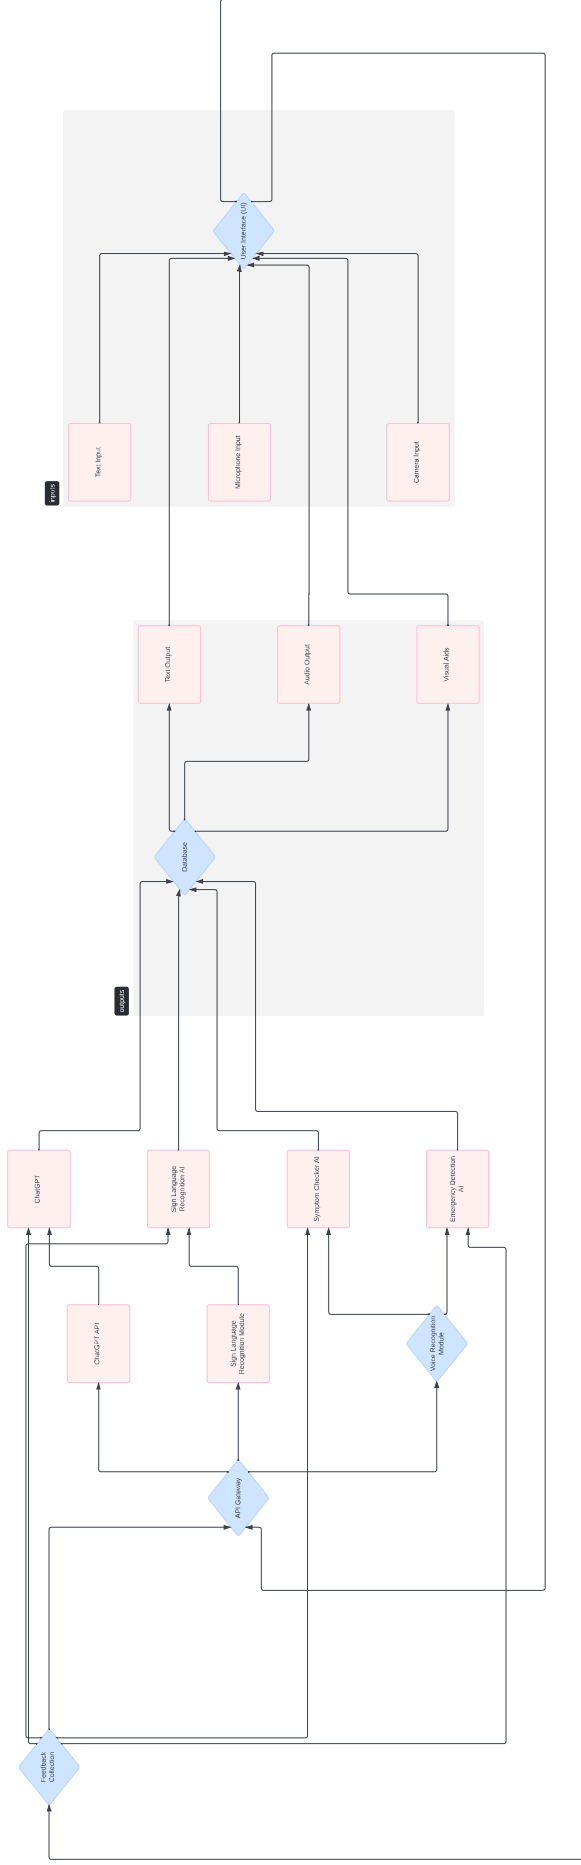 User Interface (UI)
Text Input
Microphone Input
Camera Input
inputs
Text Output
Audio Output
Visual Aids
Database
outputs
ChatGPT
Sign Language
Recognition AI
Symptom Checker AI
Emergency Detection
AI
ChatGPT API
Sign Language
Recognition Module
Voice Recognition
Module
API Gateway
Feedback
Collection